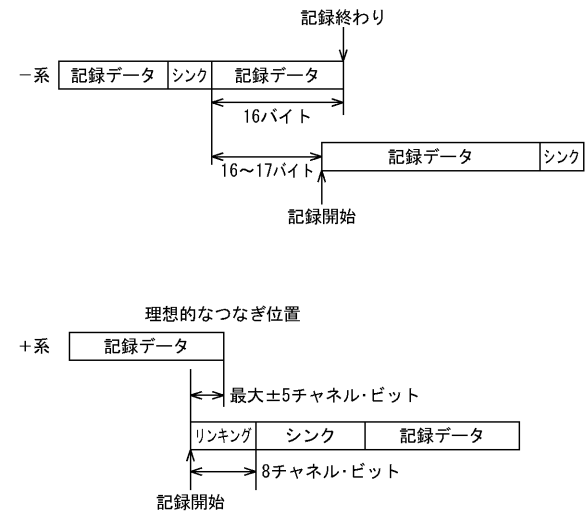 記録終わり
－系
記録データ
シンク
記録データ
16バイト
記録データ
シンク
16～17バイト
記録開始
理想的なつなぎ位置
＋系
記録データ
最大±5チャネル・ビット
リンキング
シンク
記録データ
8チャネル・ビット
記録開始